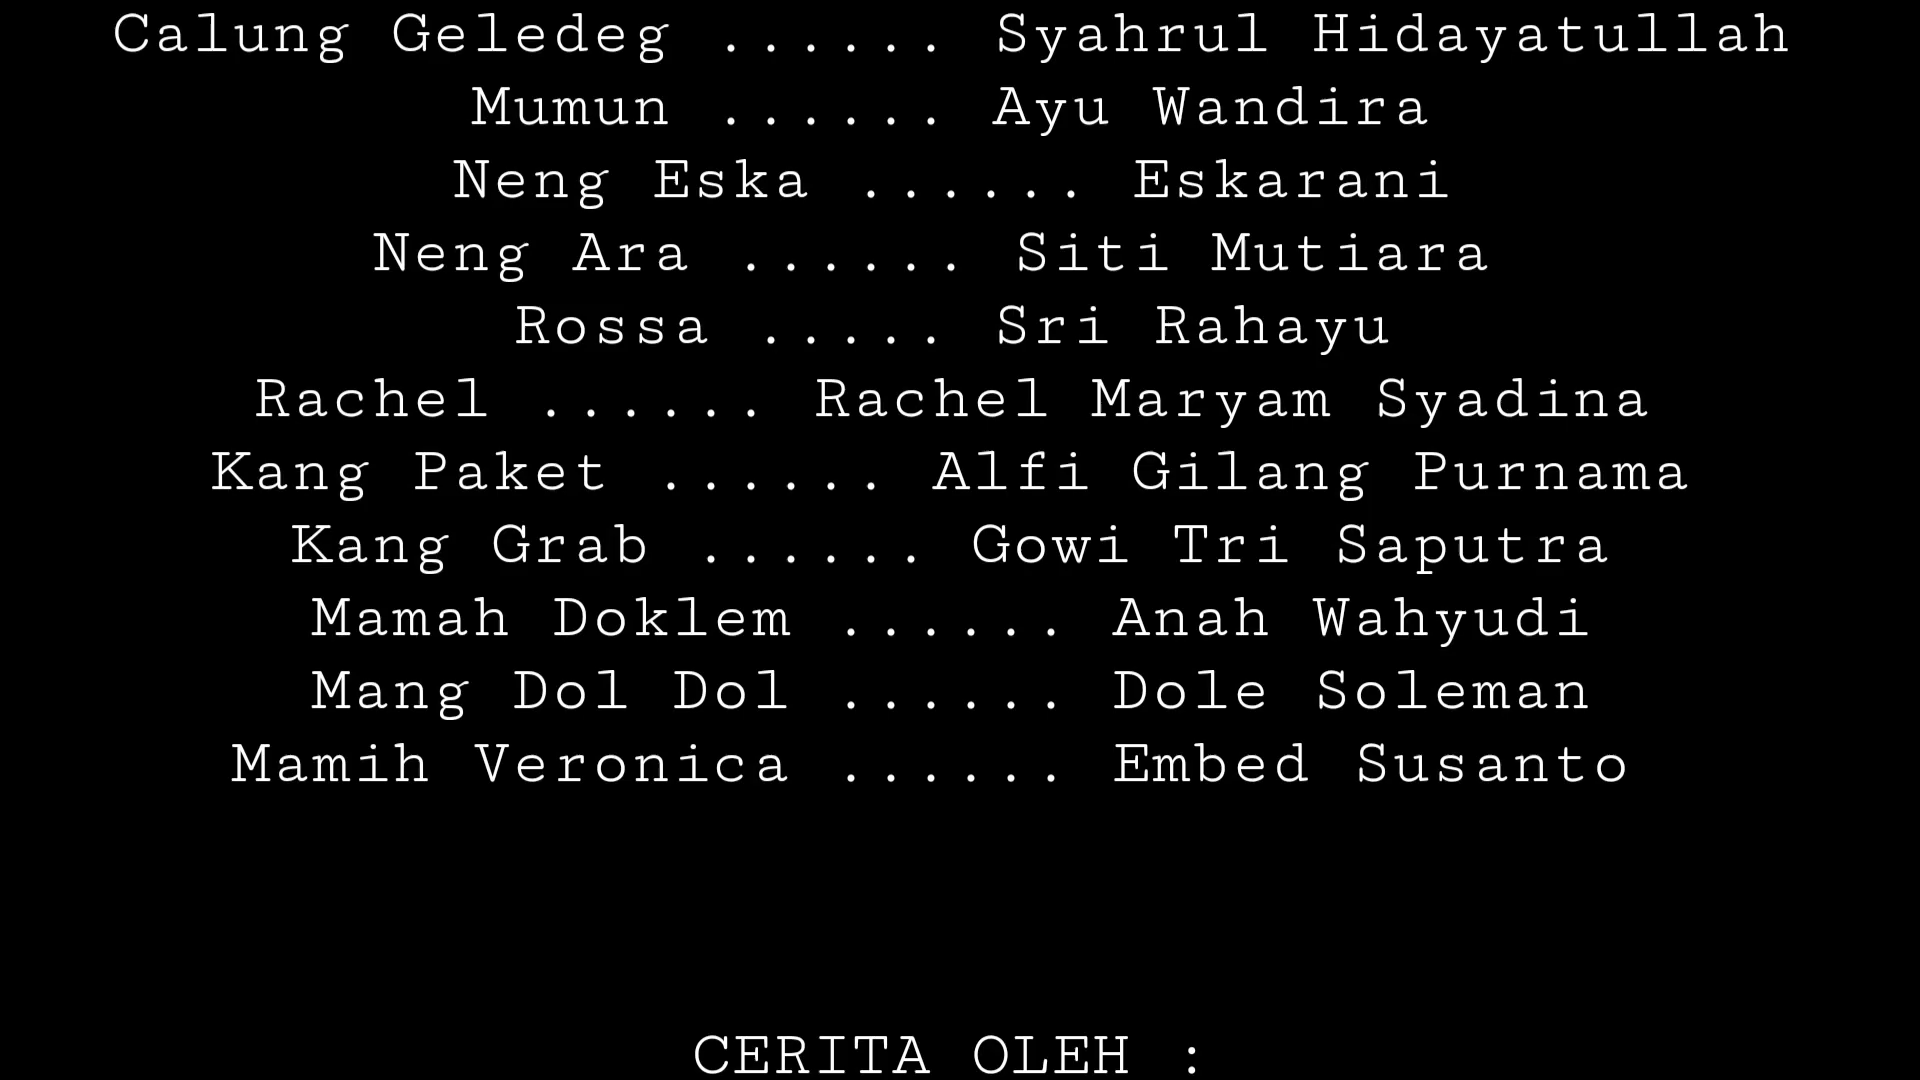 Calung Geledeg ...... Syahrul Hidayatullah
Mumun ...... Ayu Wandira
Neng Eska ...... Eskarani
Neng Ara ...... Siti Mutiara
Rossa ..... Sri Rahayu
Rachel ...... Rachel Maryam Syadina
Kang Paket ...... Alfi Gilang Purnama
Kang Grab ...... Gowi Tri Saputra
Mamah Doklem ...... Anah Wahyudi
Mang Dol Dol ...... Dole Soleman
Mamih Veronica ...... Embed Susanto
CERITA OLEH :